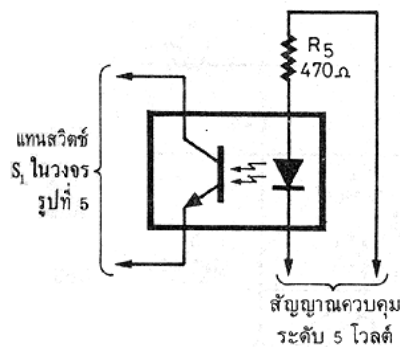 R5
470Ω
แทนสวิตช์
S1 ในวงจร
รูปที่ 5
สัญญาณควบคุม
ระดับ 5 โวลต์